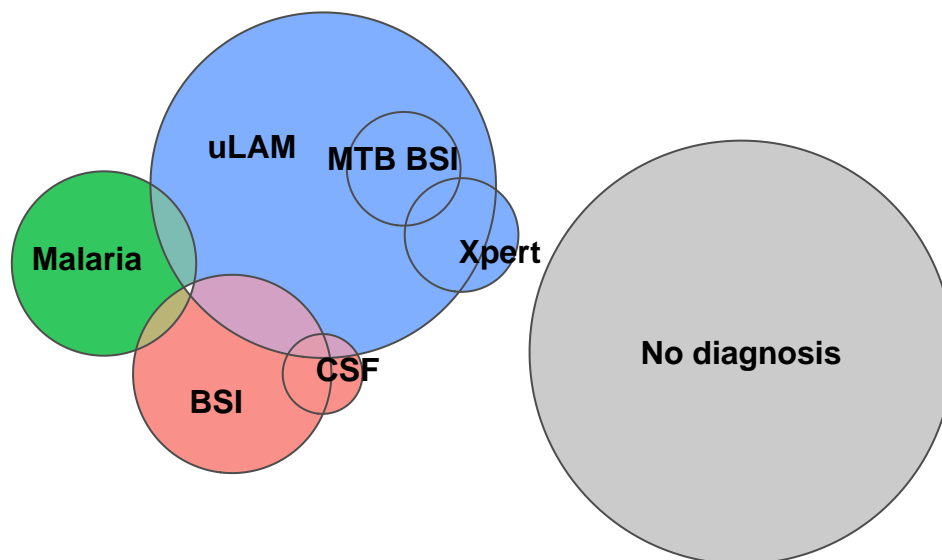 uLAM
MTB BSI
Malaria
Xpert
CSF
BSI
No diagnosis